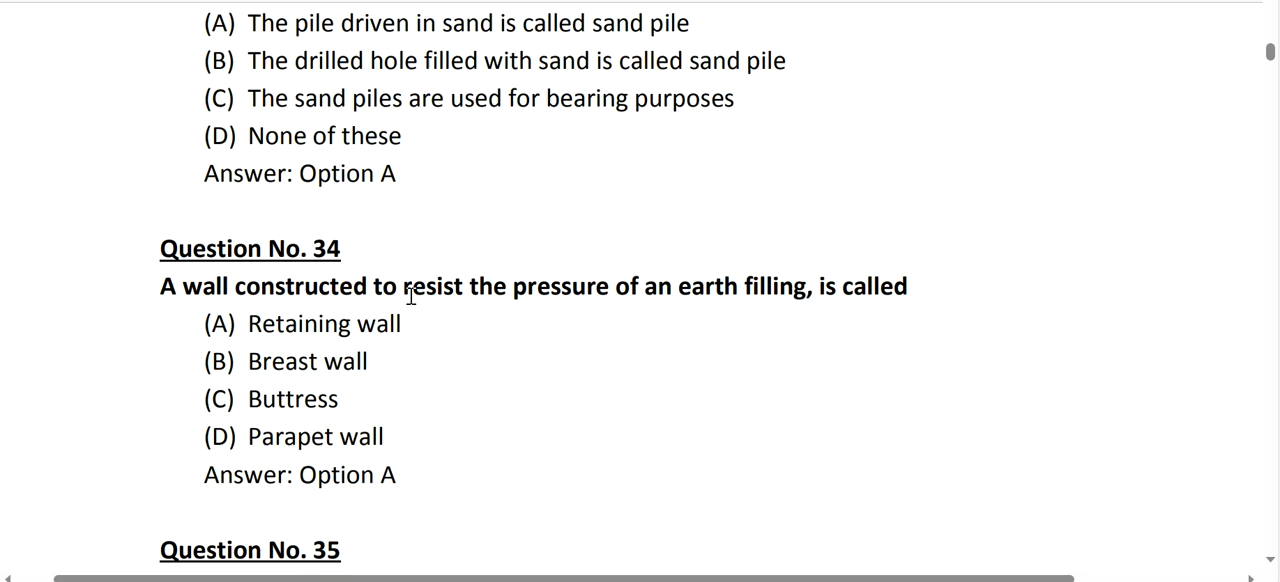 (A) The pile driven in sand is called sand pile
(B) The drilled hole filled with sand is called sand pile
(C) The sand piles are used for bearing purposes
(D) None of these
Answer: Option A
Question No. 34
A wall constructed to resist the pressure of an earth filling, is called
(A) Retaining wall
(B) Breast wall
(C) Buttress
(D) Parapet wall
Answer: Option A
Question No. 35